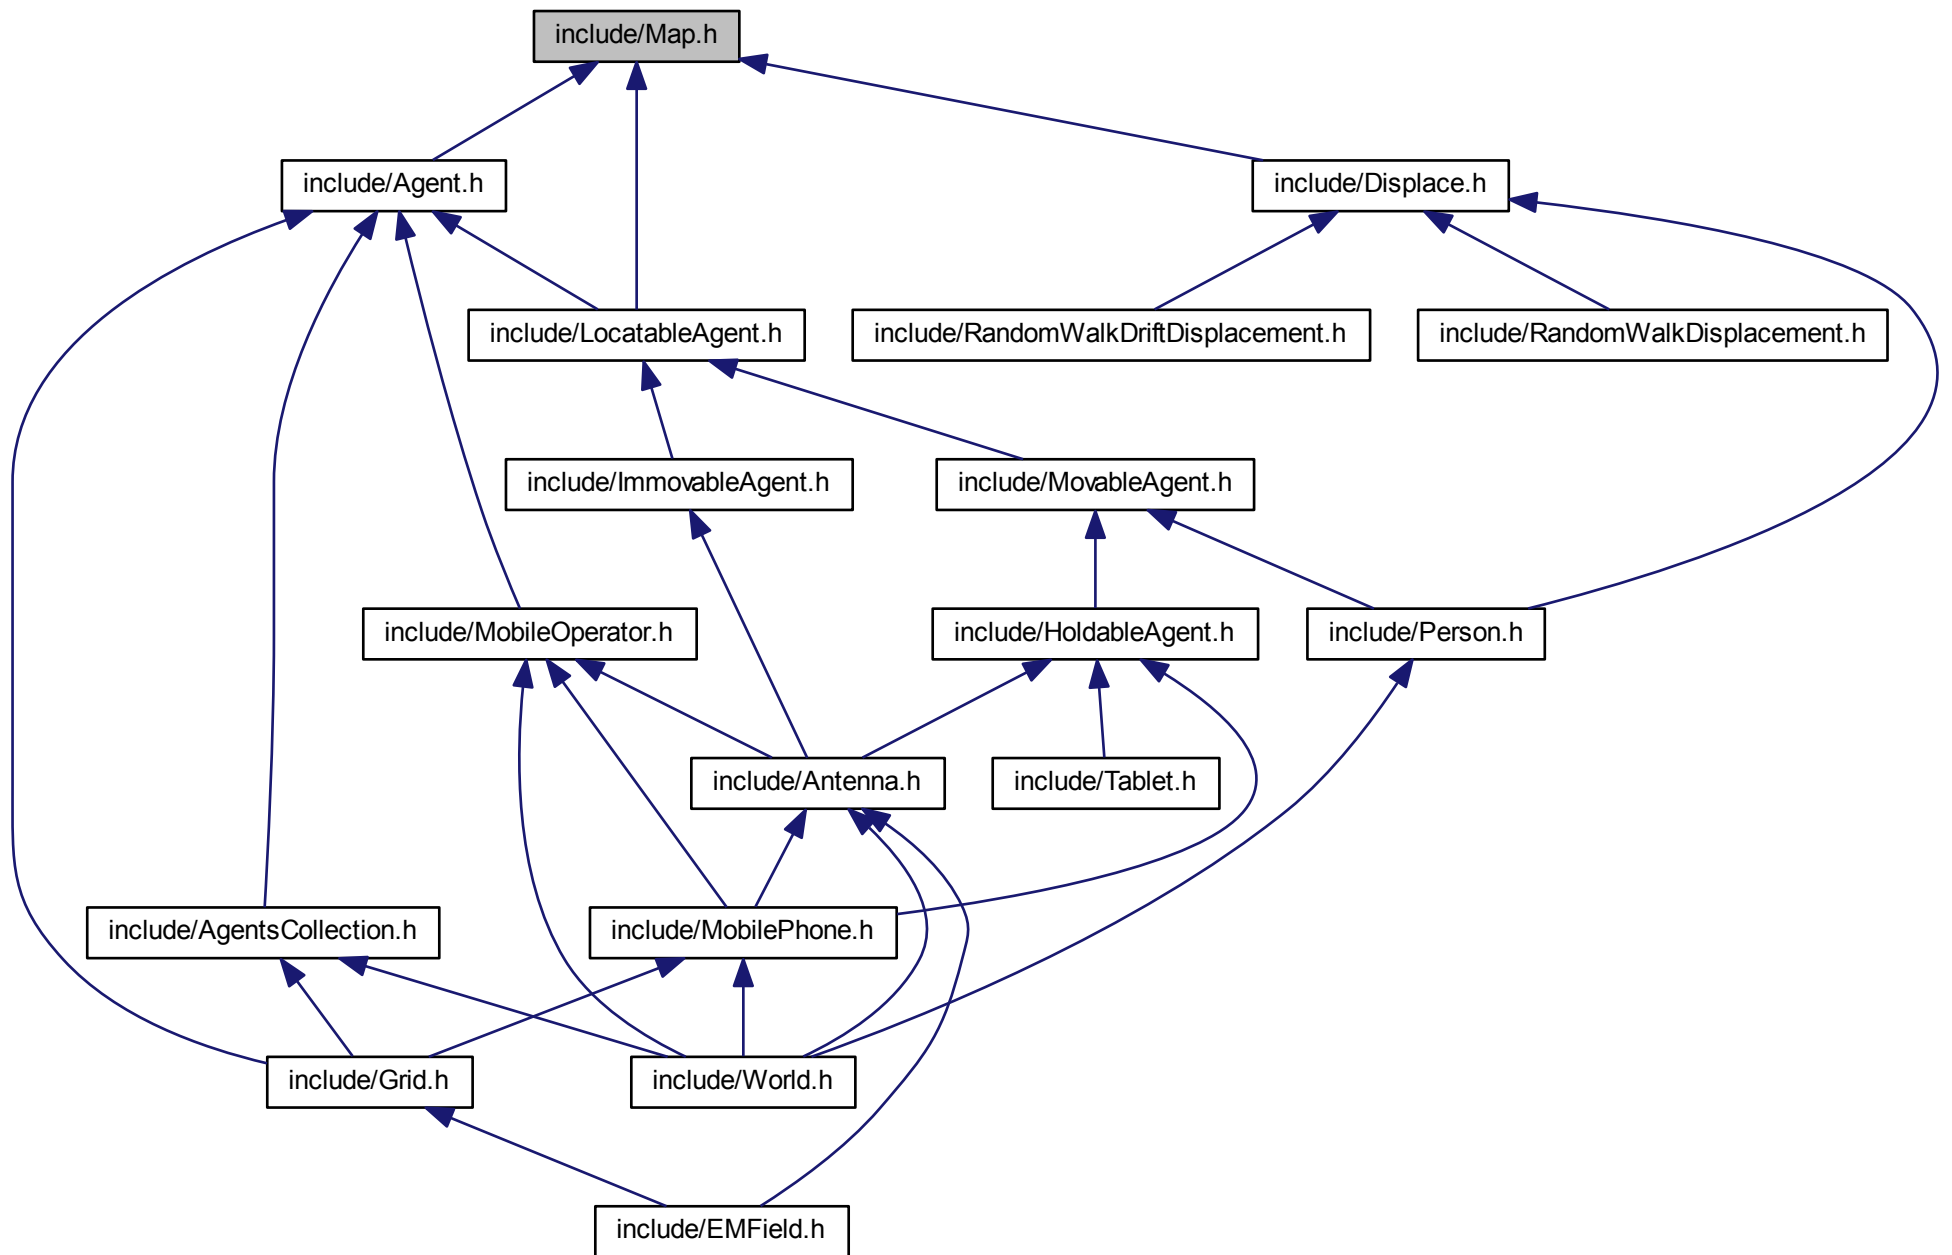 include/Map.h
include/Agent.h
include/Displace.h
include/LocatableAgent.h
include/RandomWalkDriftDisplacement.h
include/RandomWalkDisplacement.h
include/ImmovableAgent.h
include/MovableAgent.h
include/MobileOperator.h
include/HoldableAgent.h
include/Person.h
include/Antenna.h
include/Tablet.h
include/AgentsCollection.h
include/MobilePhone.h
include/Grid.h
include/World.h
include/EMField.h